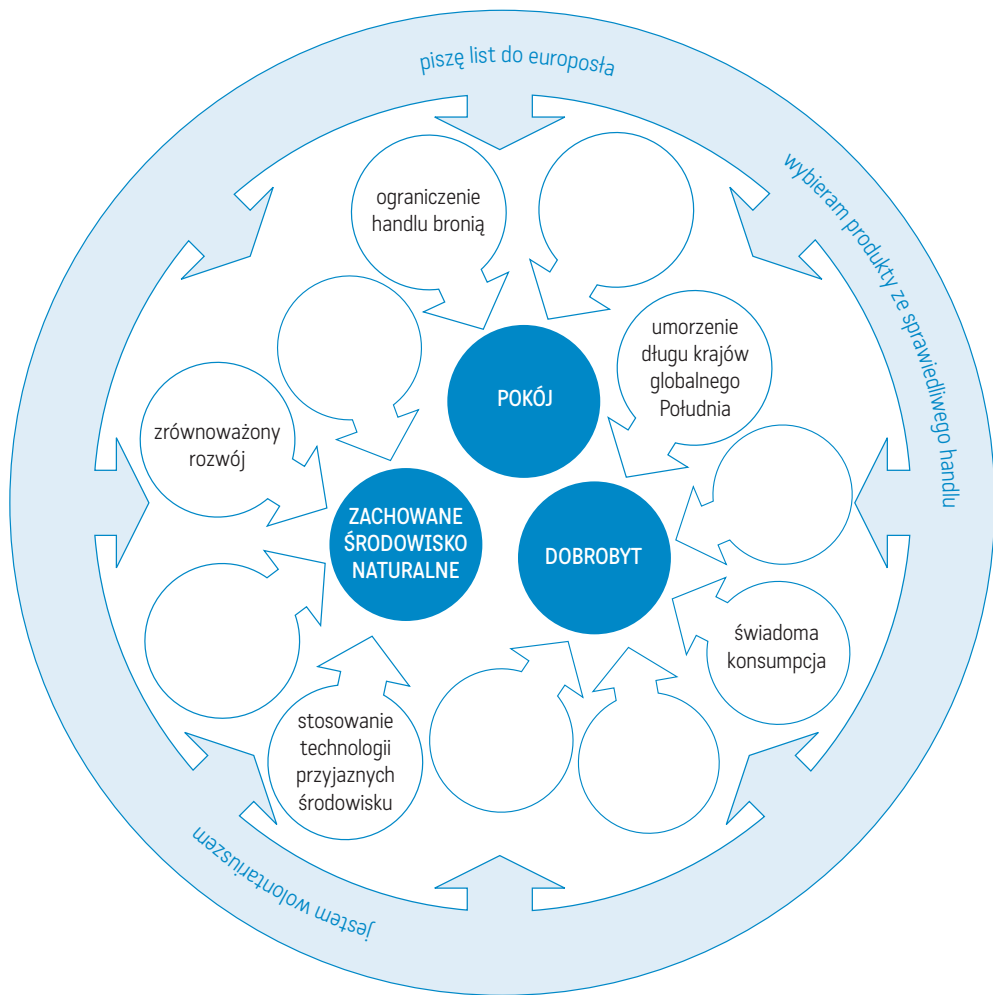 piszę list do europosła
wybieram produkty ze sprawiedliwego handlu
ograniczenie
handlu bronią
umorzenie
długu krajów
globalnego
Południa
POKÓJ
zrównoważony
rozwój
ZACHOWANE
ŚRODOWISKO
NATURALNE
DOBROBYT
świadoma
konsumpcja
stosowanie
technologii
przyjaznych
środowisku
jestem wolontariuszem